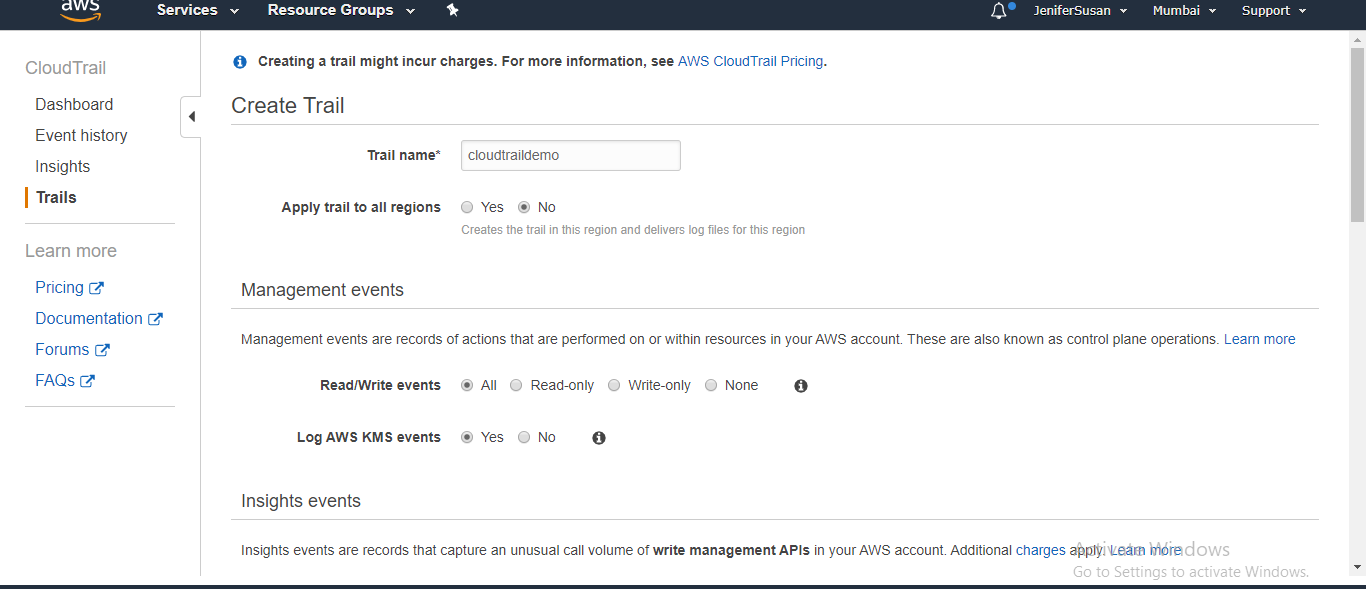 aws Services Resource Groups JeniferSusan Mumbai Support
CloudTrail
Dashboard
Event history
Insights
Trails
Learn more
Pricing
Documentation
Forums
FAQs
Creating a trail might incur charges. For more information, see AWS CloudTrail Pricing.
Create Trail
Trail name* cloudtraildemo
Apply trail to all regions Yes No
Creates the trail in this region and delivers log files for this region
Management events
Management events are records of actions that are performed on or within resources in your AWS account. These are also known as control plane operations. Learn more
Read/Write events All Read-only Write-only None
Log AWS KMS events Yes No
Insights events
Insights events are records that capture an unusual call volume of write management APIs in your AWS account. Additional charges apply. Learn more
Activate Windows
Go to Settings to activate Windows.